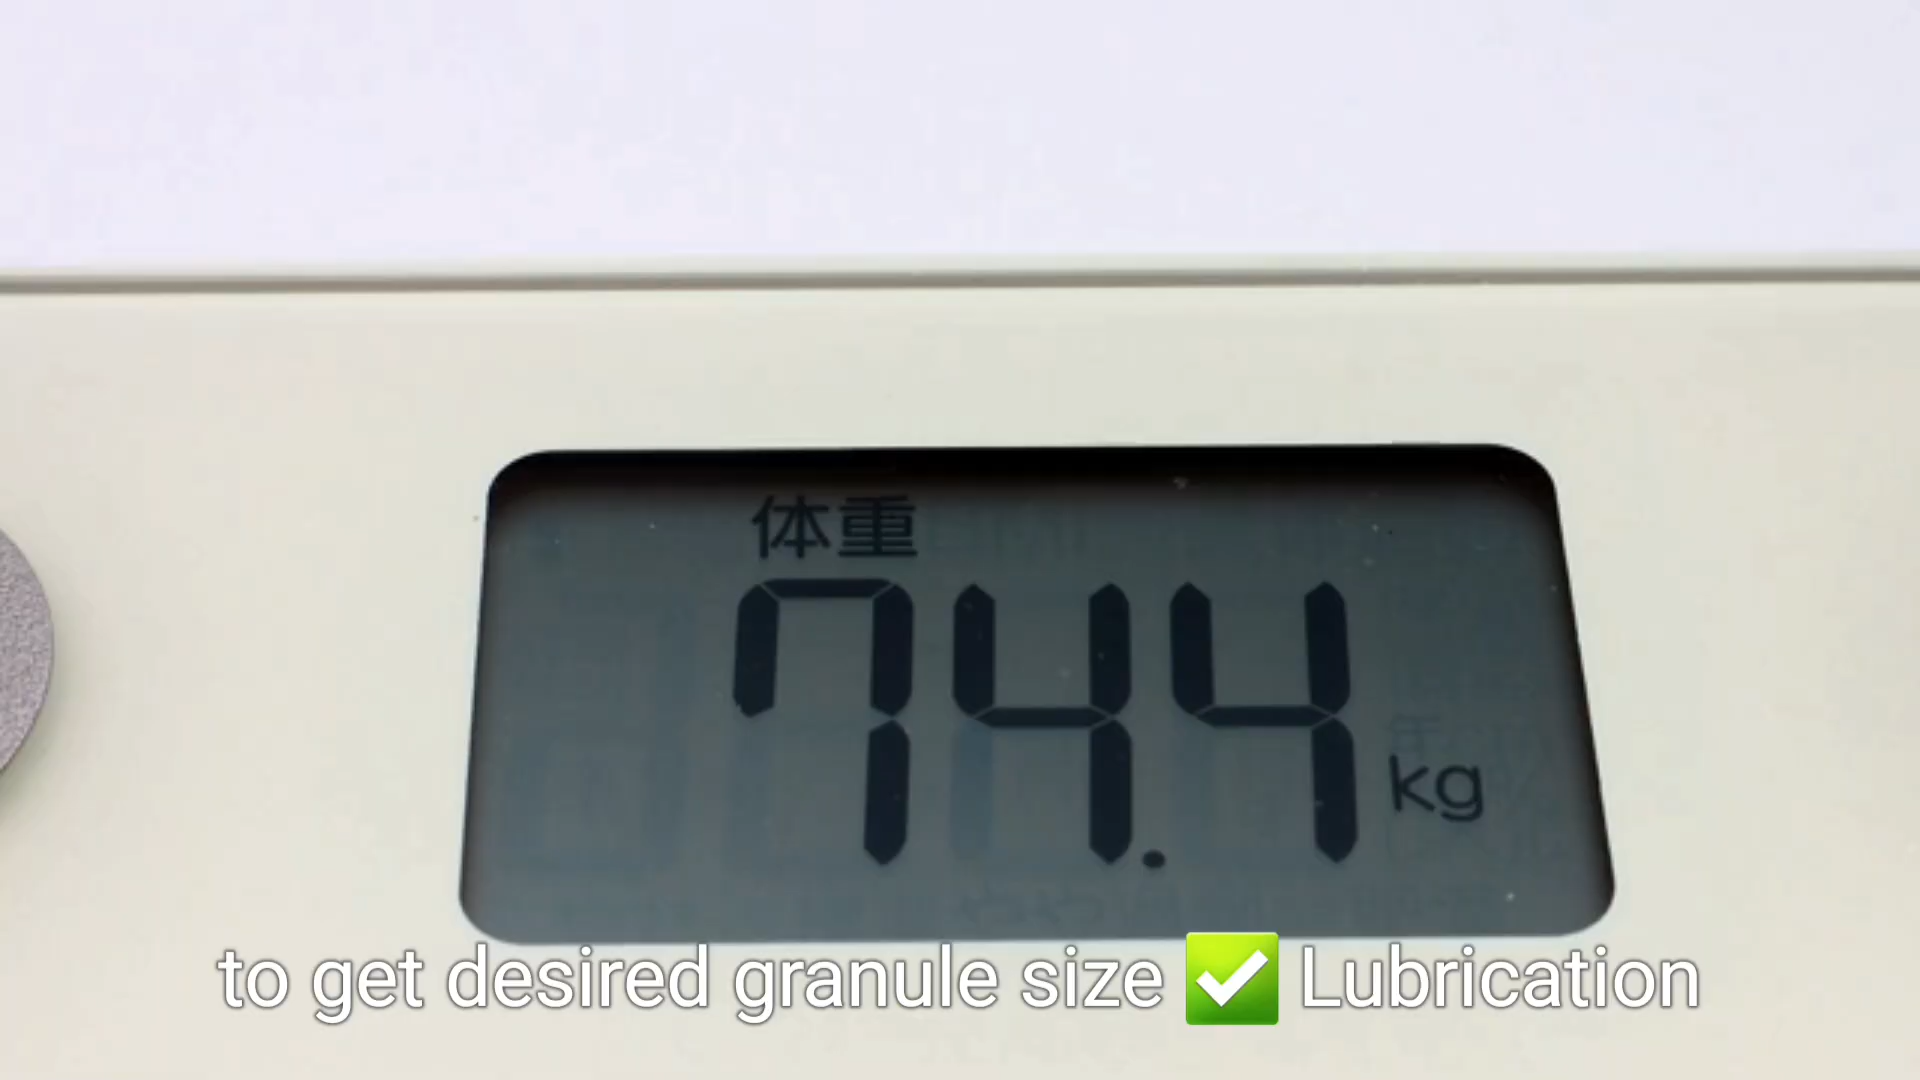 体重
74.4 kg
to get desired granule size ✅ Lubrication